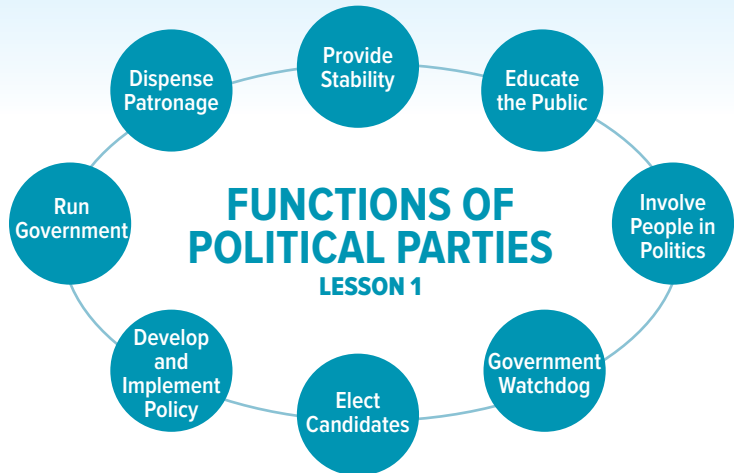 Provide
Stability
Educate
the Public
Involve
People in
Politics
Government
Watchdog
Elect
Candidates
Develop
and
Implement
Policy
Run
Government
Dispense
Patronage
FUNCTIONS OF
POLITICAL PARTIES
LESSON 1